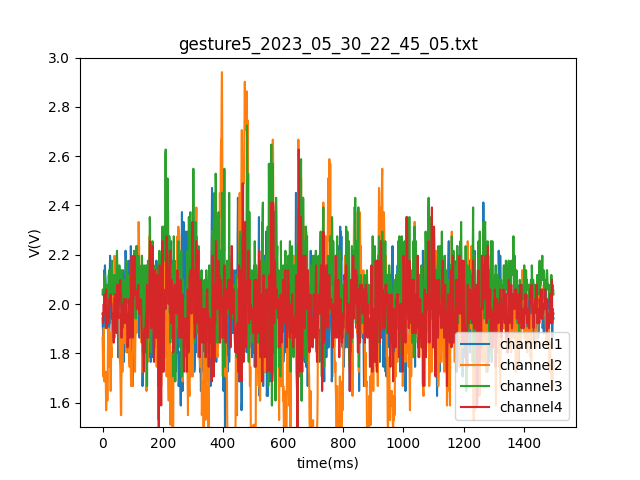 gesture5_2023_05_30_22_45_05.txt
3.0
2.8
2.6
2.4
2.2
2.0
1.8
1.6
V(V)
0 200 400 600 800 1000 1200 1400
time(ms)
channel1
channel2
channel3
channel4